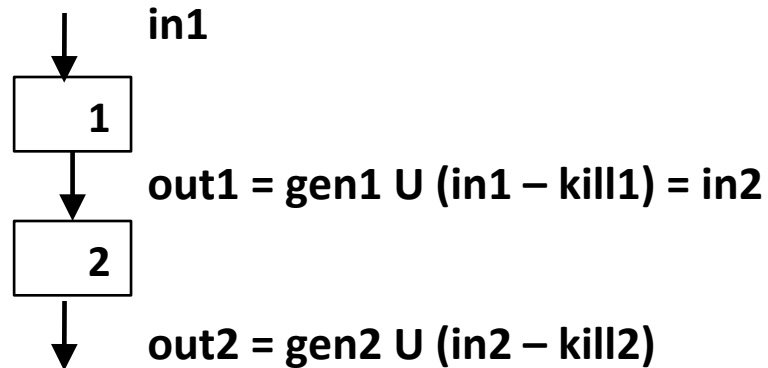 in1
1
out1 = gen1 U (in1 – kill1) = in2
2
out2 = gen2 U (in2 – kill2)